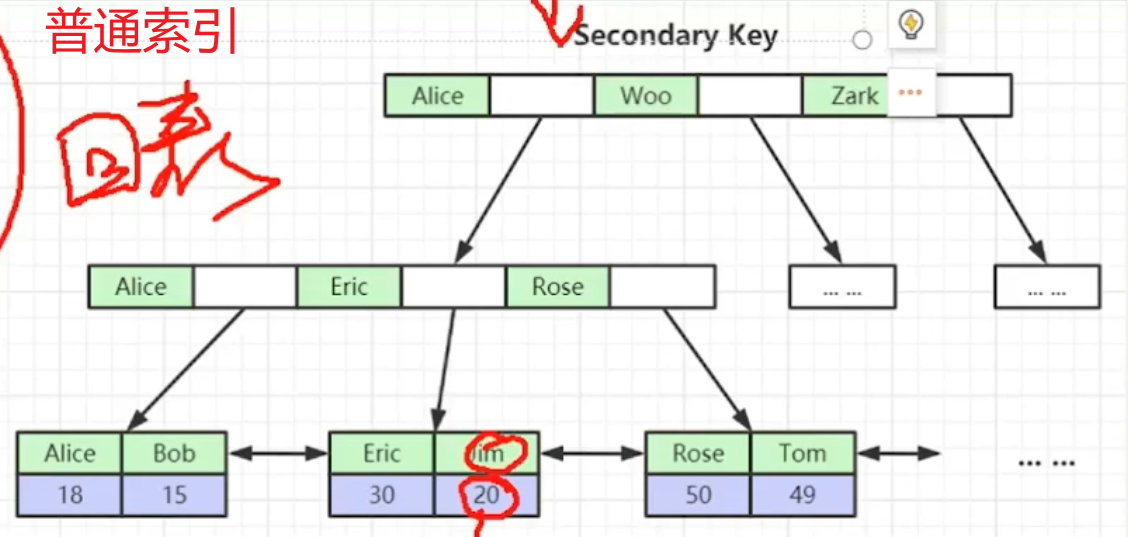 普通索引
Secondary Key
Alice Woo Zark
回表
Alice Eric Rose
... ... ... ...
Alice Bob Eric Jim Rose Tom
18 15 30 20 50 49
... ...